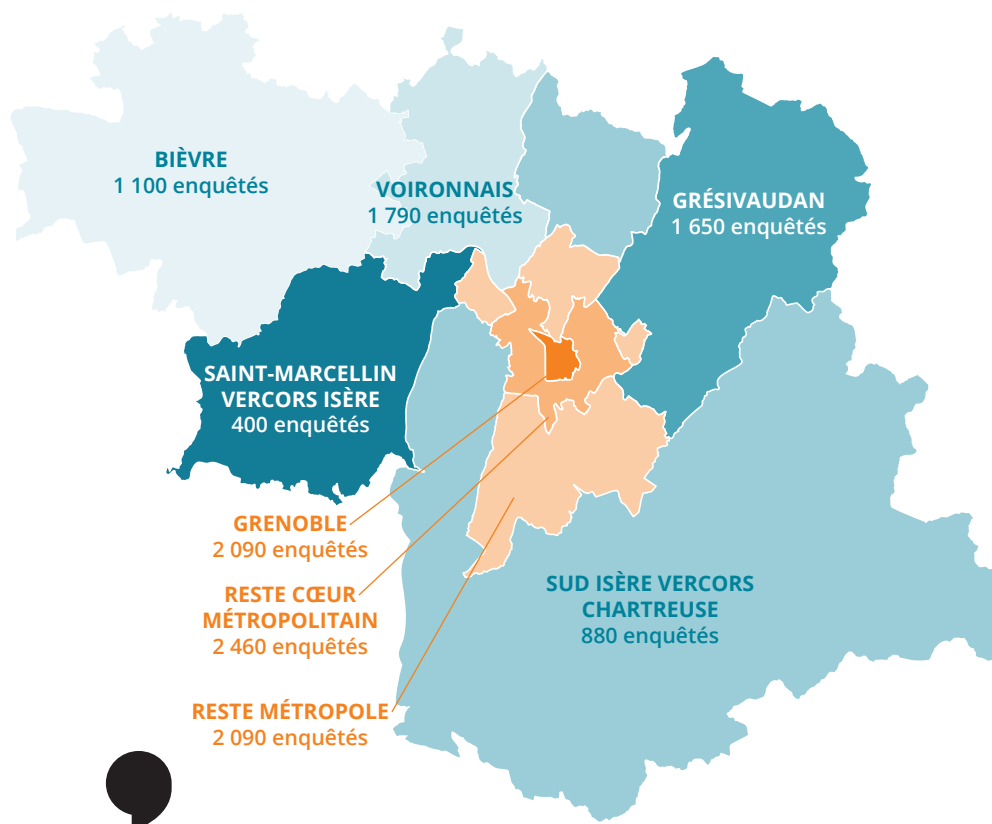 BIÈVRE
1 100 enquêtés
VOIRONNAIS
1 790 enquêtés
GRÉSIVAUDAN
1 650 enquêtés
SAINT-MARCELLIN
VERCORS ISÈRE
400 enquêtés
GRENOBLE
2 090 enquêtés
RESTE CŒUR
MÉTROPOLITAIN
2 460 enquêtés
RESTE MÉTROPOLE
2 090 enquêtés
SUD ISÈRE VERCORS
CHARTREUSE
880 enquêtés